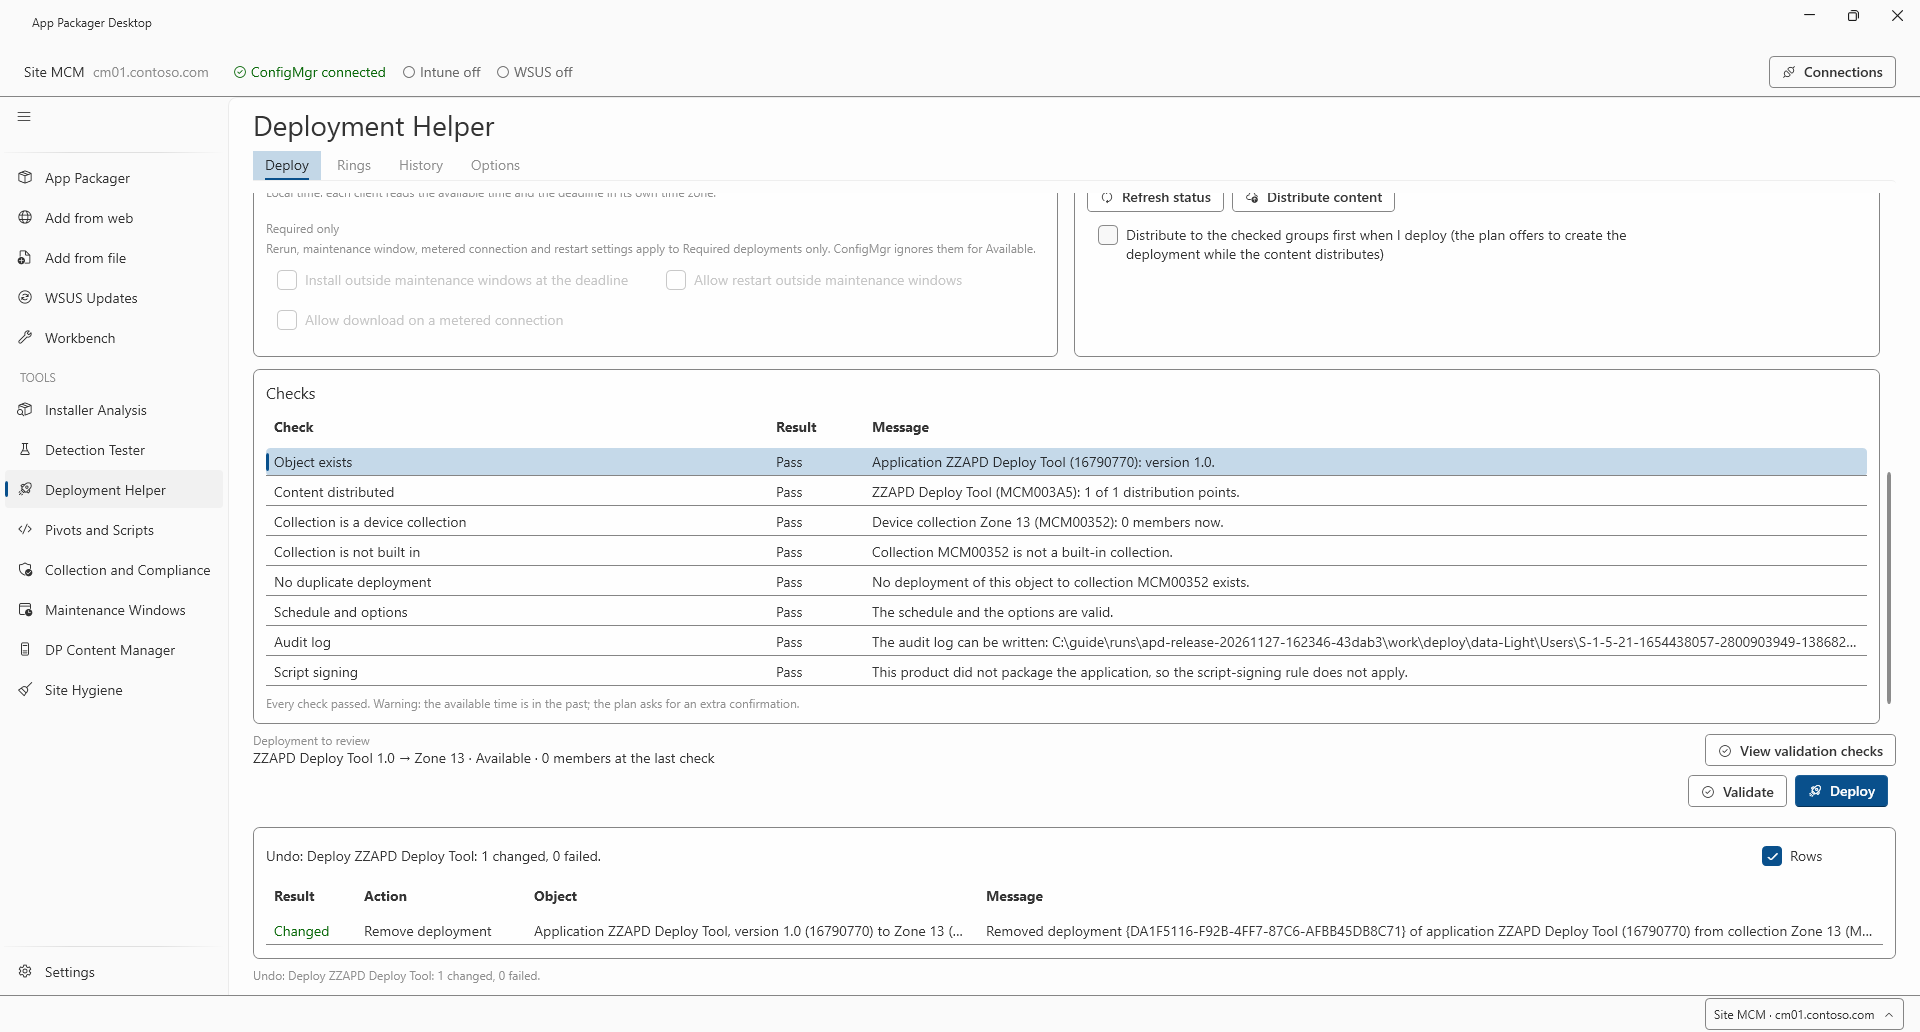 App Packager Desktop
Site MCM cm01.contoso.com ConfigMgr connected Intune off WSUS off Connections
Deployment Helper
Deploy Rings History Options
App Packager
Add from web
Add from file
WSUS Updates
Workbench
TOOLS
Installer Analysis
Detection Tester
Deployment Helper
Pivots and Scripts
Collection and Compliance
Maintenance Windows
DP Content Manager
Site Hygiene
Settings
Local time: each client reads the available time and the deadline in its own time zone.
Required only
Rerun, maintenance window, metered connection and restart settings apply to Required deployments only. ConfigMgr ignores them for Available.
Install outside maintenance windows at the deadline Allow restart outside maintenance windows
Allow download on a metered connection
Refresh status Distribute content
Distribute to the checked groups first when I deploy (the plan offers to create the
deployment while the content distributes)
Checks
Check Result Message
Object exists Pass Application ZZAPD Deploy Tool (16790770): version 1.0.
Content distributed Pass ZZAPD Deploy Tool (MCM003A5): 1 of 1 distribution points.
Collection is a device collection Pass Device collection Zone 13 (MCM00352): 0 members now.
Collection is not built in Pass Collection MCM00352 is not a built-in collection.
No duplicate deployment Pass No deployment of this object to collection MCM00352 exists.
Schedule and options Pass The schedule and the options are valid.
Audit log Pass The audit log can be written: C:\guide\runs\apd-release-20261127-162346-43dab3\work\deploy\data-Light\Users\S-1-5-21-1654438057-2800903949-138682...
Script signing Pass This product did not package the application, so the script-signing rule does not apply.
Every check passed. Warning: the available time is in the past; the plan asks for an extra confirmation.
Deployment to review
ZZAPD Deploy Tool 1.0 → Zone 13 · Available · 0 members at the last check
View validation checks
Validate Deploy
Undo: Deploy ZZAPD Deploy Tool: 1 changed, 0 failed. Rows
Result Action Object Message
Changed Remove deployment Application ZZAPD Deploy Tool, version 1.0 (16790770) to Zone 13 (... Removed deployment {DA1F5116-F92B-4FF7-87C6-AFBB45DB8C71} of application ZZAPD Deploy Tool (16790770) from collection Zone 13 (M...
Undo: Deploy ZZAPD Deploy Tool: 1 changed, 0 failed.
Site MCM · cm01.contoso.com